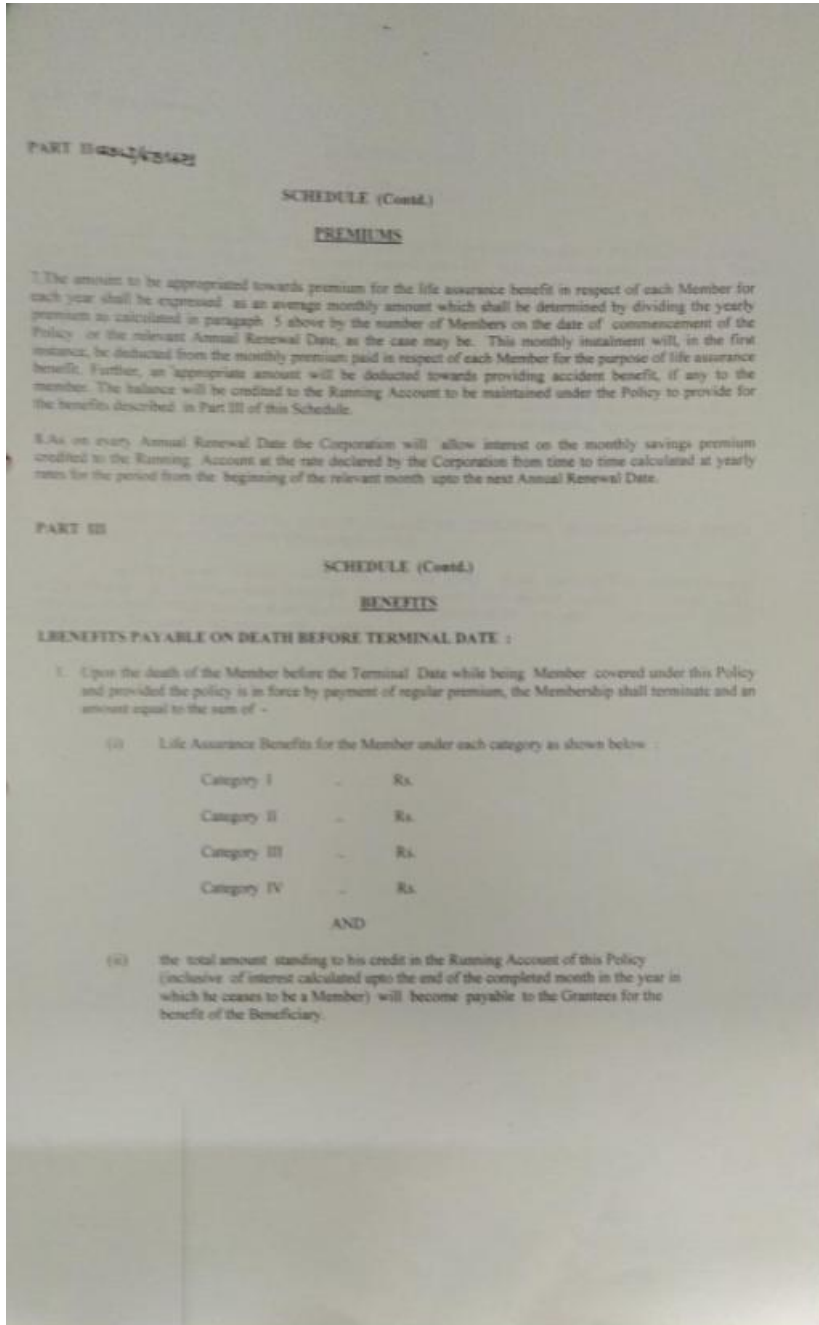 PART II
SCHEDULE (Contd.)
PREMIUMS
7.The amount to be appropriated towards premium for the life assurance benefit in respect of each Member for
each year shall be expressed as an average monthly amount which shall be determined by dividing the yearly
premium as calculated in paragaph 5 above by the number of Members on the date of commencement of the
Policy or the relevant Annual Renewal Date, as the case may be. This monthly instalment will, in the first
instance, be deducted from the monthly premium paid in respect of each Member for the purpose of life assurance
benefit. Further, an appropriate amount will be deducted towards providing accident benefit, if any to the
member. The balance will be credited to the Running Account to be maintained under the Policy to provide for
the benefits described in Part III of this Schedule.
8.As on every Annual Renewal Date the Corporation will allow interest on the monthly savings premium
credited to the Running Account at the rate declared by the Corporation from time to time calculated at yearly
rates for the period from the beginning of the relevant month upto the next Annual Renewal Date.
PART III
SCHEDULE (Contd.)
BENEFITS
I.BENEFITS PAYABLE ON DEATH BEFORE TERMINAL DATE :
1. Upon the death of the Member before the Terminal Date while being Member covered under this Policy
and provided the policy is in force by payment of regular premium, the Membership shall terminate and an
amount equal to the sum of -
(i) Life Assurance Benefits for the Member under each category as shown below :
Category I .. Rs.
Category II .. Rs.
Category III .. Rs.
Category IV .. Rs.
AND
(ii) the total amount standing to his credit in the Running Account of this Policy
(inclusive of interest calculated upto the end of the completed month in the year in
which he ceases to be a Member) will become payable to the Grantees for the
benefit of the Beneficiary.